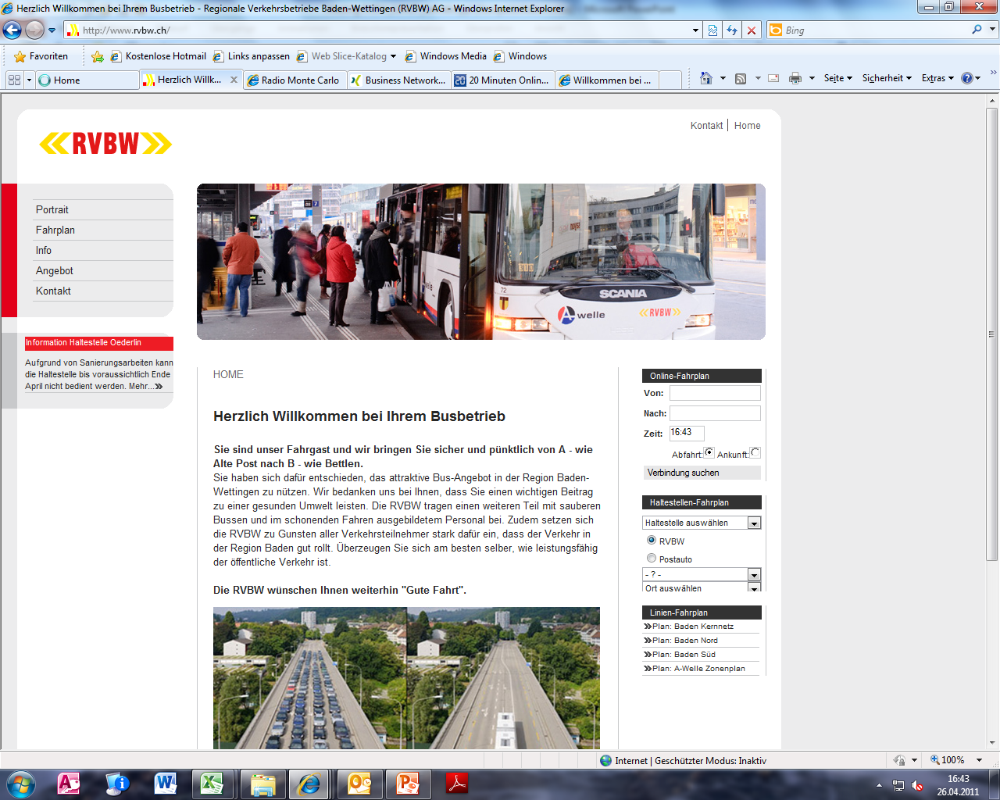 Herzlich Willkommen bei Ihrem Busbetrieb - Regionale Verkehrsbetriebe Baden-Wettingen (RVBW) AG - Windows Internet Explorer
http://www.rvbw.ch/
Bing
Favoriten
Kostenlose Hotmail
Links anpassen
Web Slice-Katalog
Windows Media
Windows
Home
Herzlich Willk...
Radio Monte Carlo
Business Network...
20 Minuten Onlin...
Willkommen bei ...
Seite
Sicherheit
Extras
Kontakt | Home
RVBW
Portrait
Fahrplan
Info
Angebot
Kontakt
72
SCANIA
A welle
RVBW
Information Haltestelle Oederlin
Aufgrund von Sanierungsarbeiten kann
die Haltestelle bis voraussichtlich Ende
April nicht bedient werden. Mehr...
HOME
Herzlich Willkommen bei Ihrem Busbetrieb
Sie sind unser Fahrgast und wir bringen Sie sicher und pünktlich von A - wie
Alte Post nach B - wie Bettlen.
Sie haben sich dafür entschieden, das attraktive Bus-Angebot in der Region Baden-
Wettingen zu nützen. Wir bedanken uns bei Ihnen, dass Sie einen wichtigen Beitrag
zu einer gesunden Umwelt leisten. Die RVBW tragen einen weiteren Teil mit sauberen
Bussen und im schonenden Fahren ausgebildetem Personal bei. Zudem setzen sich
die RVBW zu Gunsten aller Verkehrsteilnehmer stark dafür ein, dass der Verkehr in
der Region Baden gut rollt. Überzeugen Sie sich am besten selber, wie leistungsfähig
der öffentliche Verkehr ist.
Die RVBW wünschen Ihnen weiterhin "Gute Fahrt".
Online-Fahrplan
Von:
Nach:
Zeit: 16:43
Abfahrt: Ankunft:
Verbindung suchen
Haltestellen-Fahrplan
Haltestelle auswählen
RVBW
Postauto
- ? -
Ort auswählen
Linien-Fahrplan
Plan: Baden Kernnetz
Plan: Baden Nord
Plan: Baden Süd
Plan: A-Welle Zonenplan
Internet | Geschützter Modus: Inaktiv
100%
16:43
26.04.2011